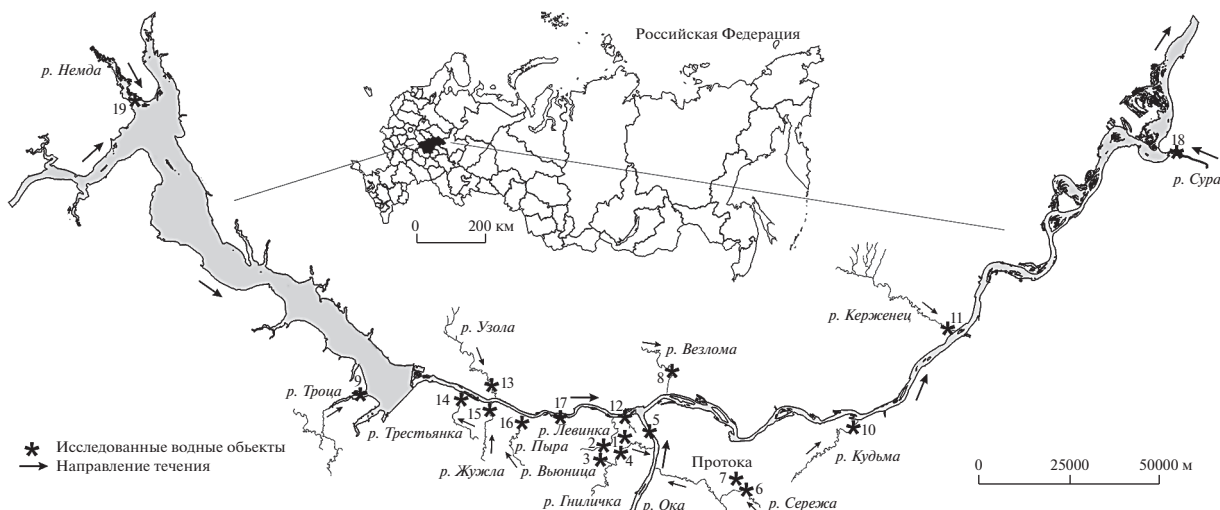 Российская Федерация
р. Немда
19
18
р. Сура
0 200 км
р. Керженец
11
р. Узола
р. Везлома
8
13
р. Троца
9
14
15
16
17
12
р. Левинка
1
2
3
4
5
р. Трестьянка
р. Пыра
р. Жужла
р. Вьюница
р. Гниличка
р. Ока
Протока
7
6
р. Сережа
р. Кудьма
10
Исследованные водные объекты
Направление течения
0 25000 50000 м